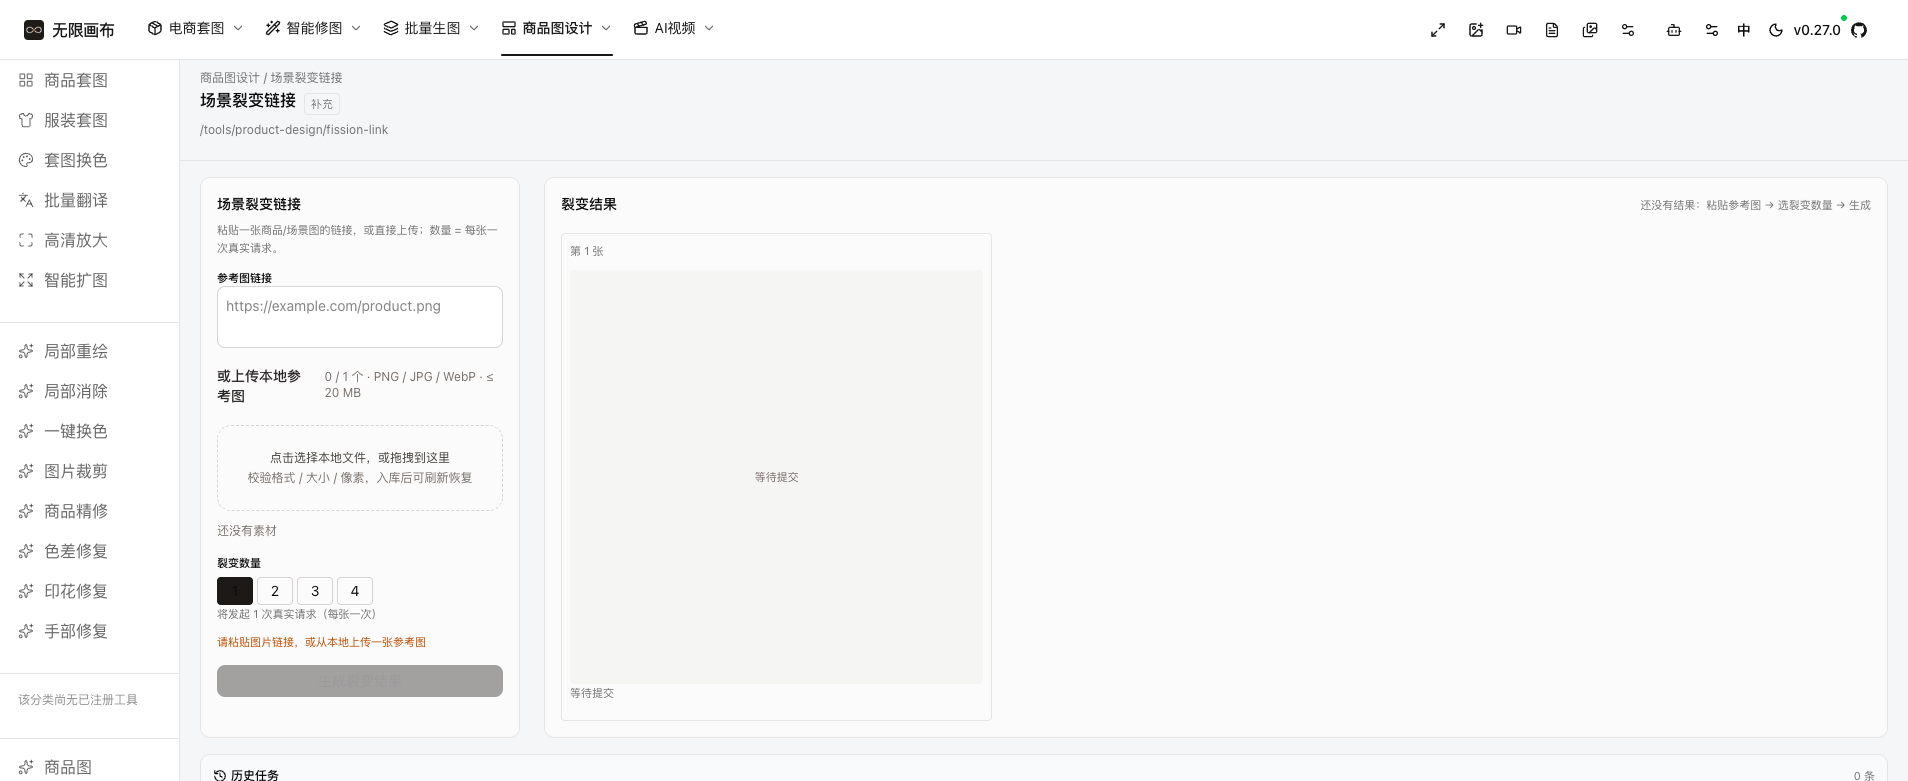 无限画布
电商套图
智能修图
批量生图
商品图设计
AI视频
中
v0.27.0
商品套图
服装套图
套图换色
批量翻译
高清放大
智能扩图
局部重绘
局部消除
一键换色
图片裁剪
商品精修
色差修复
印花修复
手部修复
该分类尚无已注册工具
商品图
商品图设计 / 场景裂变链接
场景裂变链接 补充
/tools/product-design/fission-link
场景裂变链接
粘贴一张商品/场景图的链接，或直接上传；数量 = 每张一
次真实请求。
参考图链接
https://example.com/product.png
或上传本地参
考图
0 / 1 个 · PNG / JPG / WebP · ≤
20 MB
点击选择本地文件，或拖拽到这里
校验格式 / 大小 / 像素，入库后可刷新恢复
还没有素材
裂变数量
1 2 3 4
将发起 1 次真实请求（每张一次）
请粘贴图片链接，或从本地上传一张参考图
生成裂变结果
裂变结果
还没有结果：粘贴参考图 → 选裂变数量 → 生成
第 1 张
等待提交
等待提交
历史任务
0 条